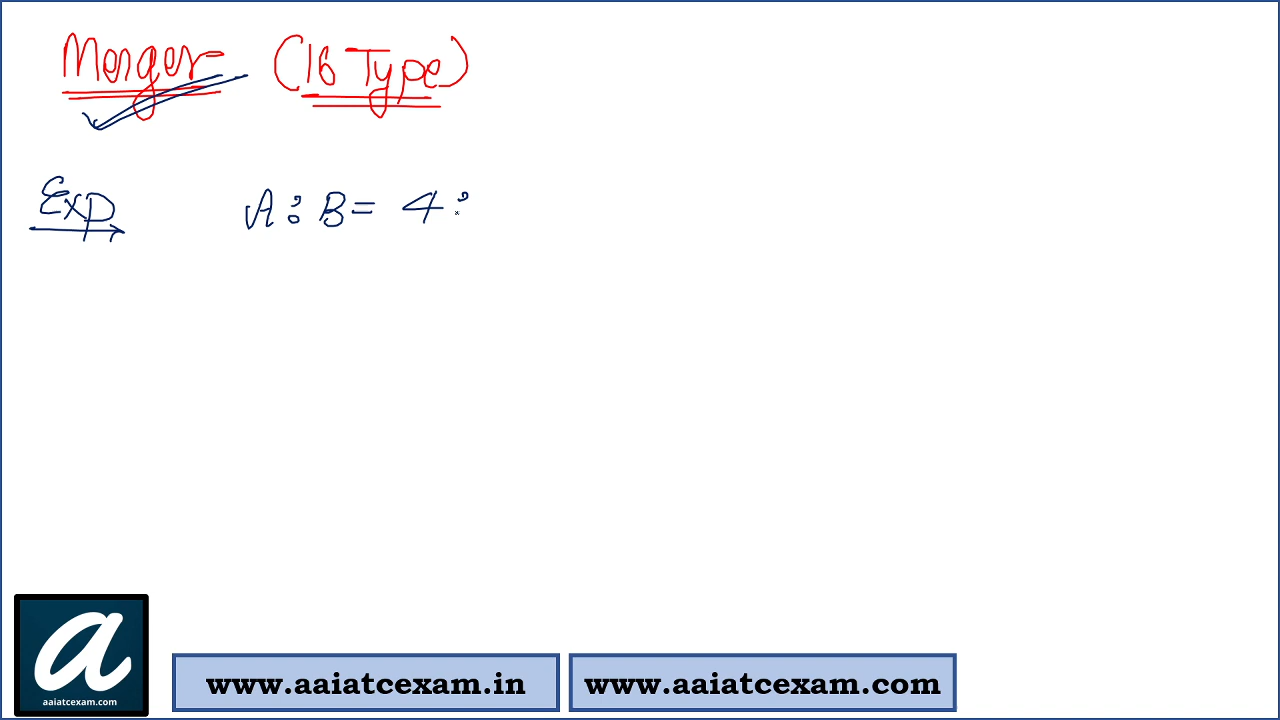 Merger (16 Type)
Exp A : B = 4 :
a
aaiatcexam.com
www.aaiatcexam.in www.aaiatcexam.com